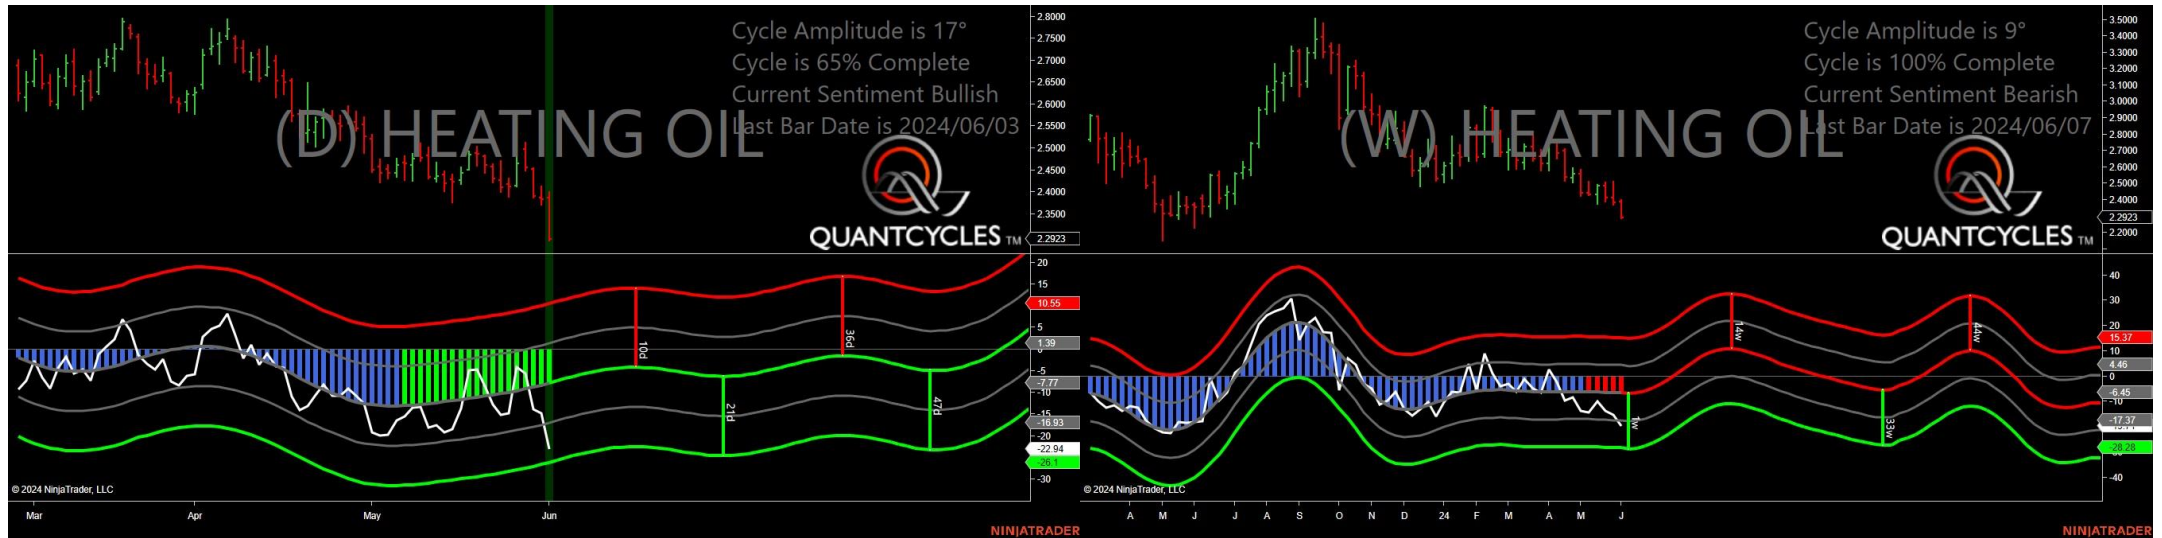 Cycle Amplitude is 17°
Cycle is 65% Complete
Current Sentiment Bullish
Last Bar Date is 2024/06/03
(D) HEATING OIL
QUANTCYCLES TM
2.8000
2.7500
2.7000
2.6500
2.6000
2.5500
2.5000
2.4500
2.4000
2.3500
2.2923
20
15
10.55
5
1.39
0
-5
-7.77
-10
-15
-16.93
-20
-22.94
-26.1
-30
10d
21d
36d
47d
© 2024 NinjaTrader, LLC
Mar Apr May Jun
NINJATRADER
Cycle Amplitude is 9°
Cycle is 100% Complete
Current Sentiment Bearish
Last Bar Date is 2024/06/07
(W) HEATING OIL
QUANTCYCLES TM
3.5000
3.4000
3.3000
3.2000
3.1000
3.0000
2.9000
2.8000
2.7000
2.6000
2.5000
2.4000
2.2923
2.2000
40
30
20
15.37
10
4.46
0
-6.45
-10
-17.37
-28.28
-40
1w
14w
33w
44w
© 2024 NinjaTrader, LLC
A M J J A S O N D 24 F M A M J
NINJATRADER